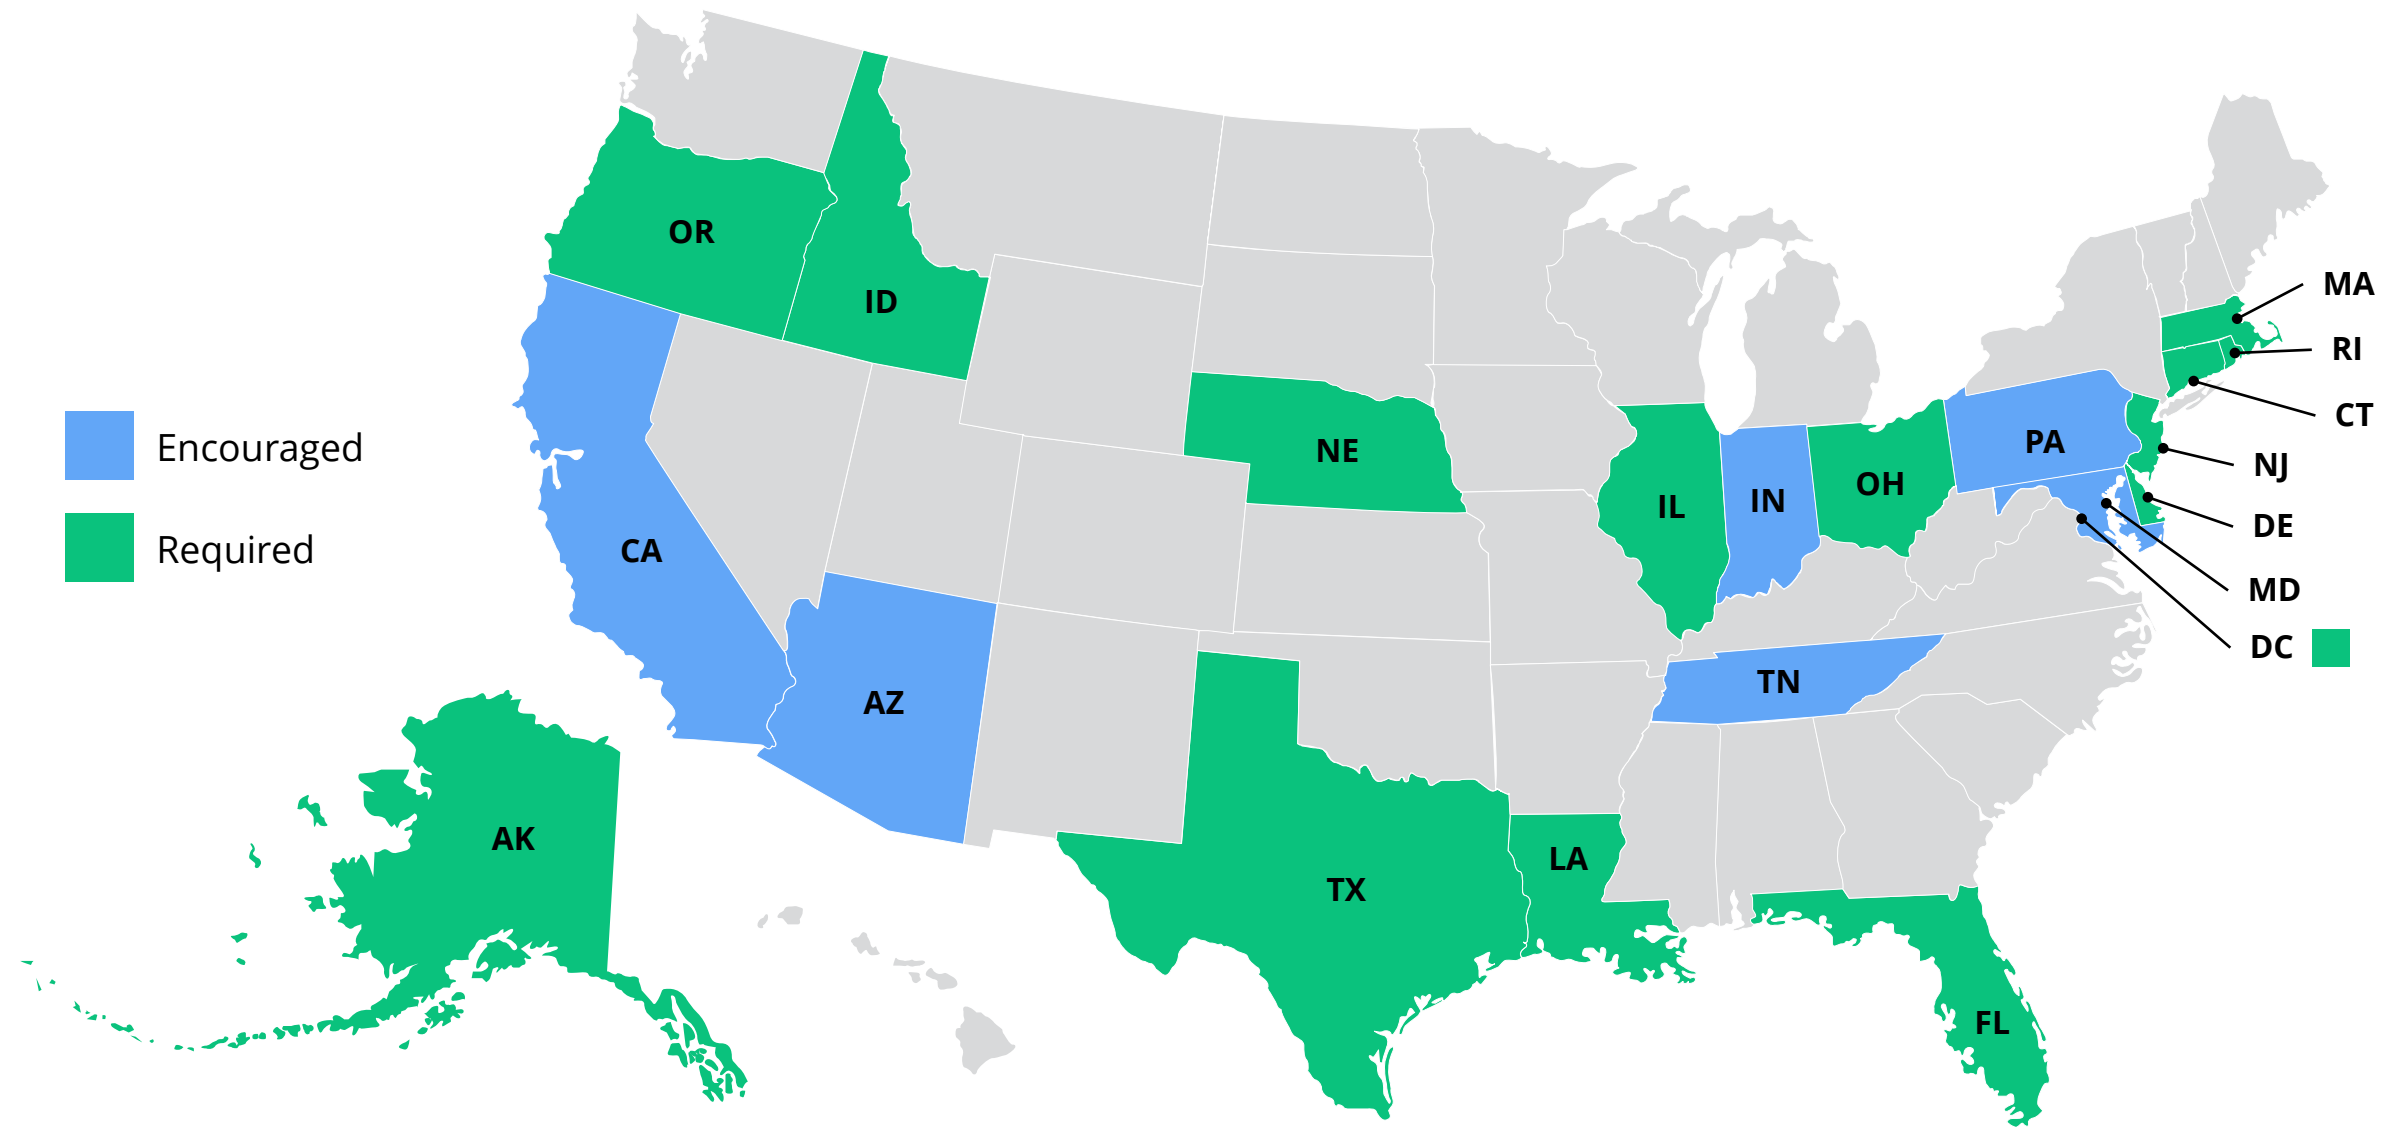 OR
ID
MA
RI
CT
NE
PA
Encouraged
NJ
IL
IN
OH
DE
Required
CA
MD
DC
TN
AZ
AK
LA
TX
FL